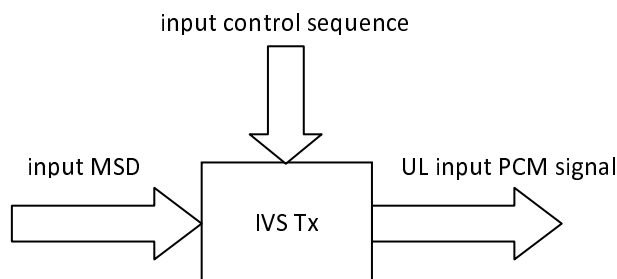 input control sequence
input MSD
UL input PCM signal
IVS Tx